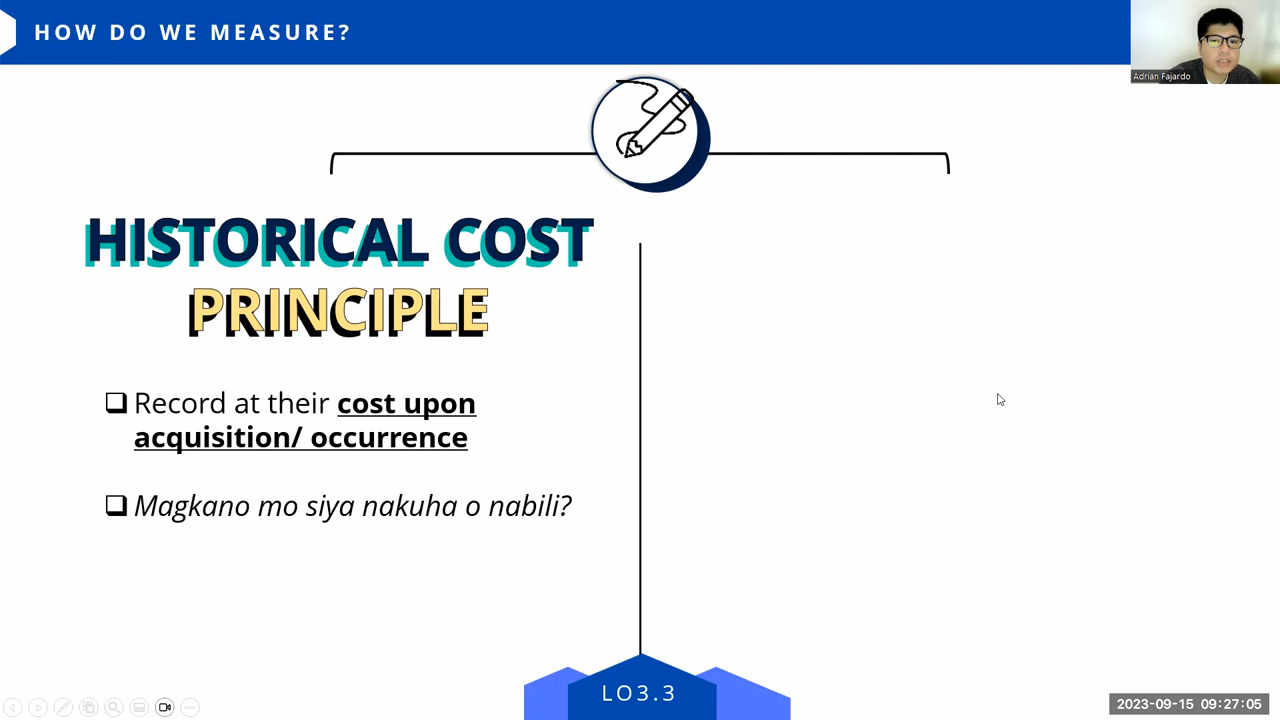 HOW DO WE MEASURE?
Adrian Fajardo
HISTORICAL COST
PRINCIPLE
❑ Record at their cost upon
acquisition/ occurrence
❑ Magkano mo siya nakuha o nabili?
LO3.3
2023-09-15 09:27:05